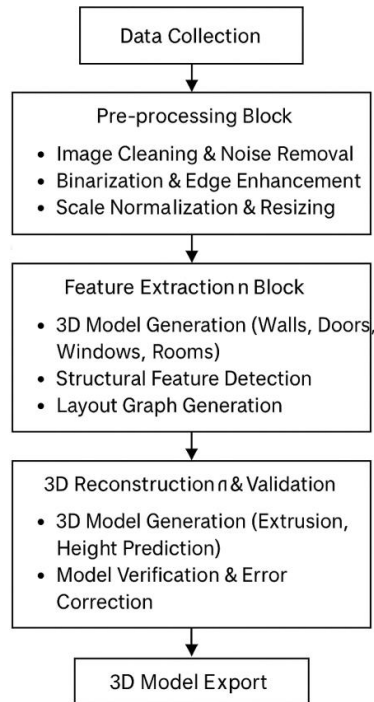 Data Collection
Pre-processing Block
• Image Cleaning & Noise Removal
• Binarization & Edge Enhancement
• Scale Normalization & Resizing
Feature Extraction n Block
• 3D Model Generation (Walls, Doors,
Windows, Rooms)
• Structural Feature Detection
• Layout Graph Generation
3D Reconstruction n & Validation
• 3D Model Generation (Extrusion,
Height Prediction)
• Model Verification & Error
Correction
3D Model Export